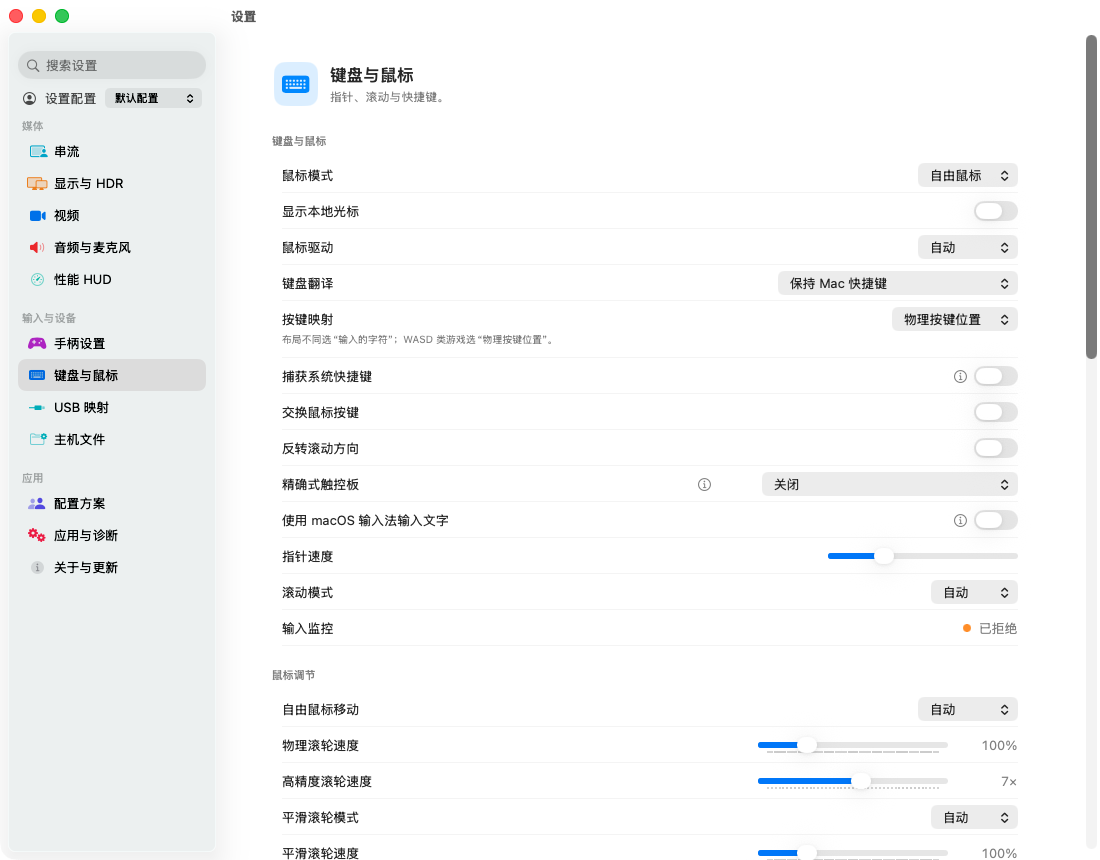 设置
搜索设置
设置配置 默认配置
媒体
串流
显示与 HDR
视频
音频与麦克风
性能 HUD
输入与设备
手柄设置
键盘与鼠标
USB 映射
主机文件
应用
配置方案
应用与诊断
关于与更新
键盘与鼠标
指针、滚动与快捷键。
键盘与鼠标
鼠标模式 自由鼠标
显示本地光标
鼠标驱动 自动
键盘翻译 保持 Mac 快捷键
按键映射 物理按键位置
布局不同选“输入的字符”；WASD 类游戏选“物理按键位置”。
捕获系统快捷键
交换鼠标按键
反转滚动方向
精确式触控板 关闭
使用 macOS 输入法输入文字
指针速度
滚动模式 自动
输入监控 已拒绝
鼠标调节
自由鼠标移动 自动
物理滚轮速度 100%
高精度滚轮速度 7×
平滑滚轮模式 自动
平滑滚轮速度 100%